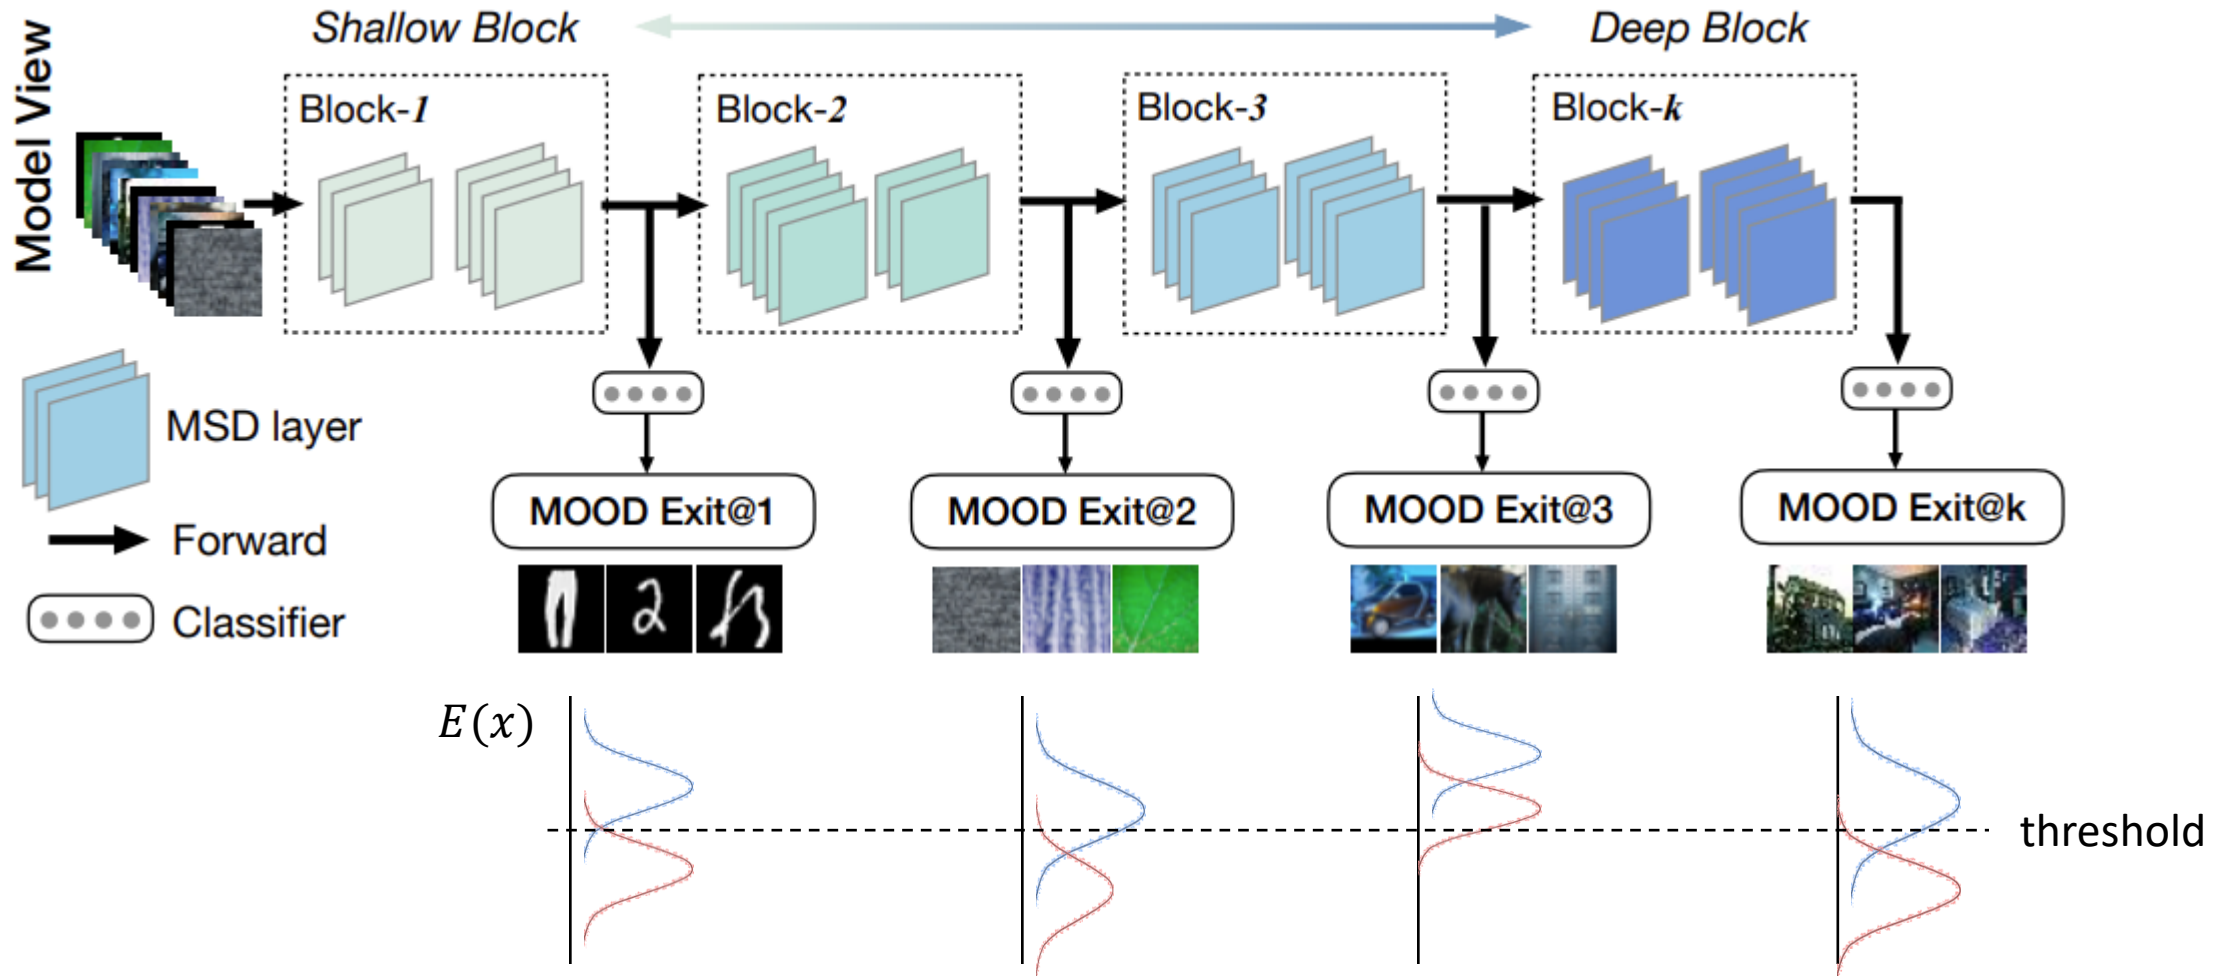 Model View
Shallow Block
Deep Block
Block-1
Block-2
Block-3
Block-k
MSD layer
Forward
Classifier
MOOD Exit@1
MOOD Exit@2
MOOD Exit@3
MOOD Exit@k
E(x)
threshold